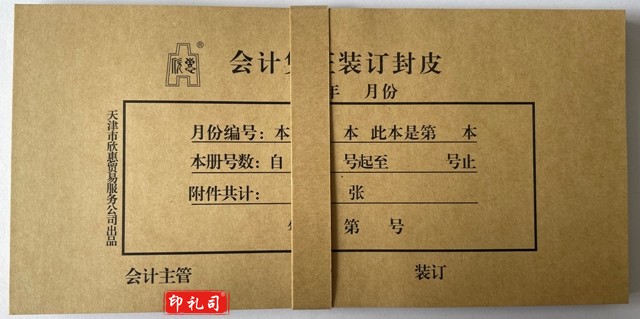 会计凭证装订封皮
年 月份
月份编号：本 本 此本是第 本
本册号数：自 号起至 号止
附件共计： 张
第 号
会计主管 装订
天津市欣惠贸易服务公司出品
印礼司